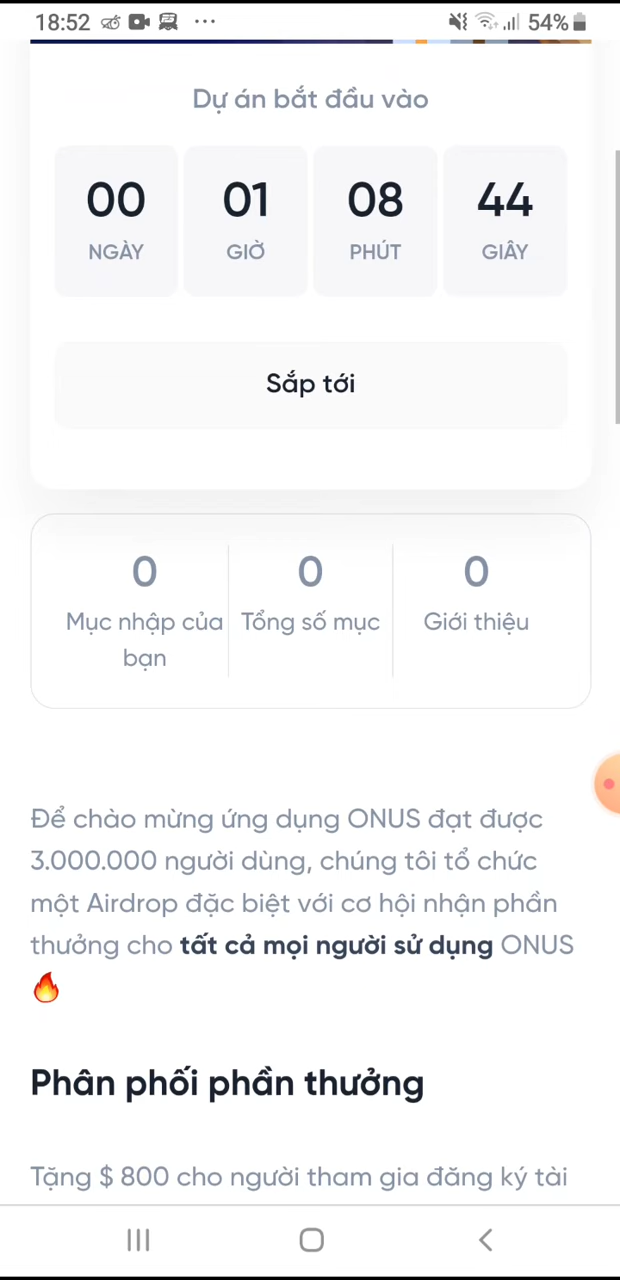 18:52 ... 54%
Dự án bắt đầu vào
00 01 08 44
NGÀY GIỜ PHÚT GIÂY
Sắp tới
0 0 0
Mục nhập của Tổng số mục Giới thiệu
bạn
Để chào mừng ứng dụng ONUS đạt được
3.000.000 người dùng, chúng tôi tổ chức
một Airdrop đặc biệt với cơ hội nhận phần
thưởng cho tất cả mọi người sử dụng ONUS
🔥
Phân phối phần thưởng
Tặng $ 800 cho người tham gia đăng ký tài